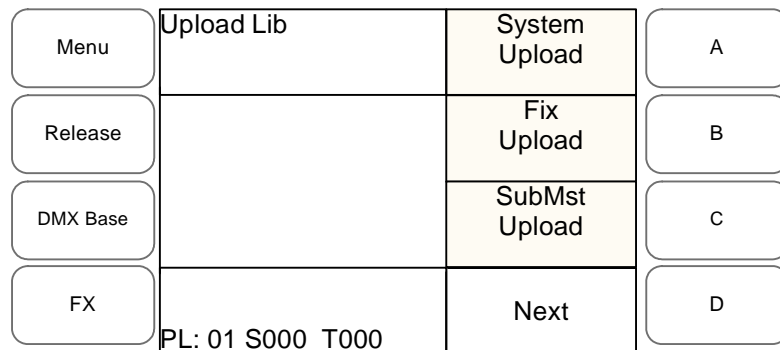 Menu
Upload Lib
System
Upload
A
Release
Fix
Upload
B
DMX Base
SubMst
Upload
C
FX
PL: 01 S000 T000
Next
D